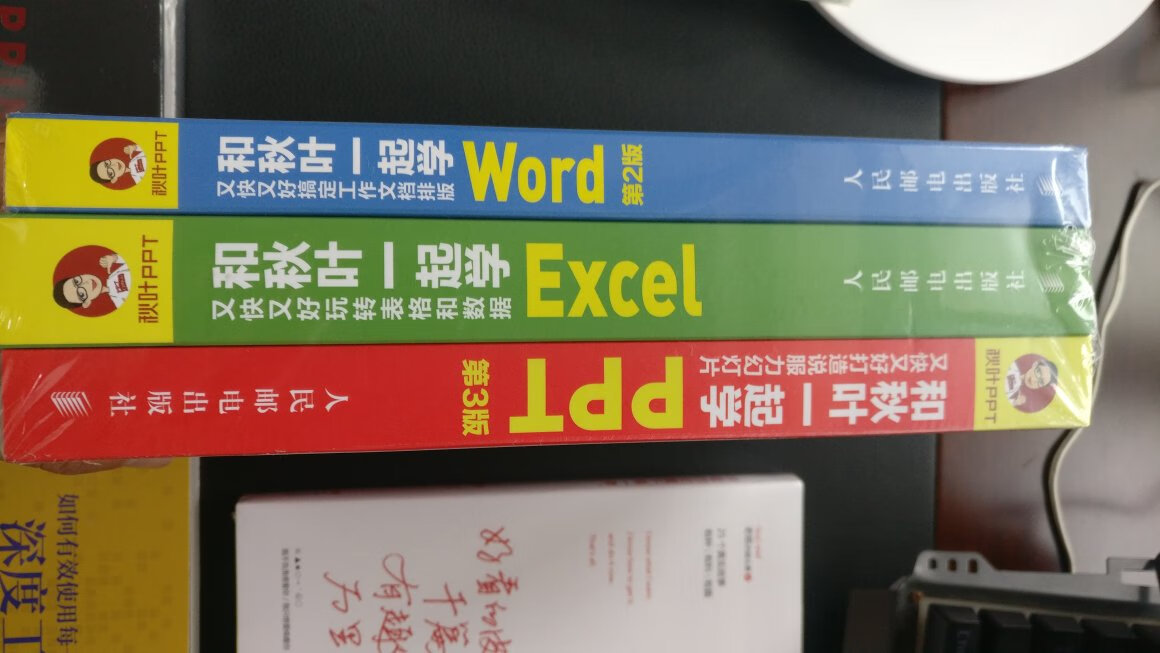 秋叶PPT
和秋叶一起学
又快又好搞定工作文档排版
Word
第2版
人民邮电出版社
秋叶PPT
和秋叶一起学
又快又好玩转表格和数据
Excel
人民邮电出版社
秋叶PPT
和秋叶一起学
又快又好打造说服力幻灯片
PPT
第3版
人民邮电出版社
如何有效使用每
深度工